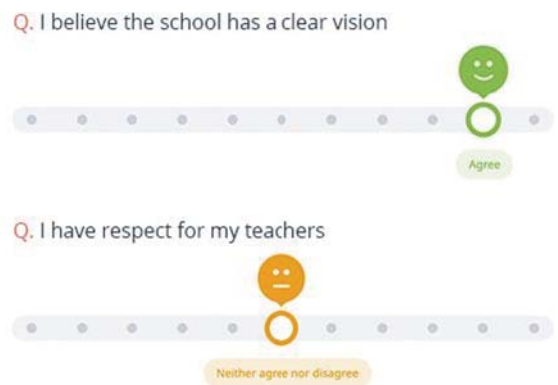 Q. I believe the school has a clear vision
Agree
Q. I have respect for my teachers
Neither agree nor disagree